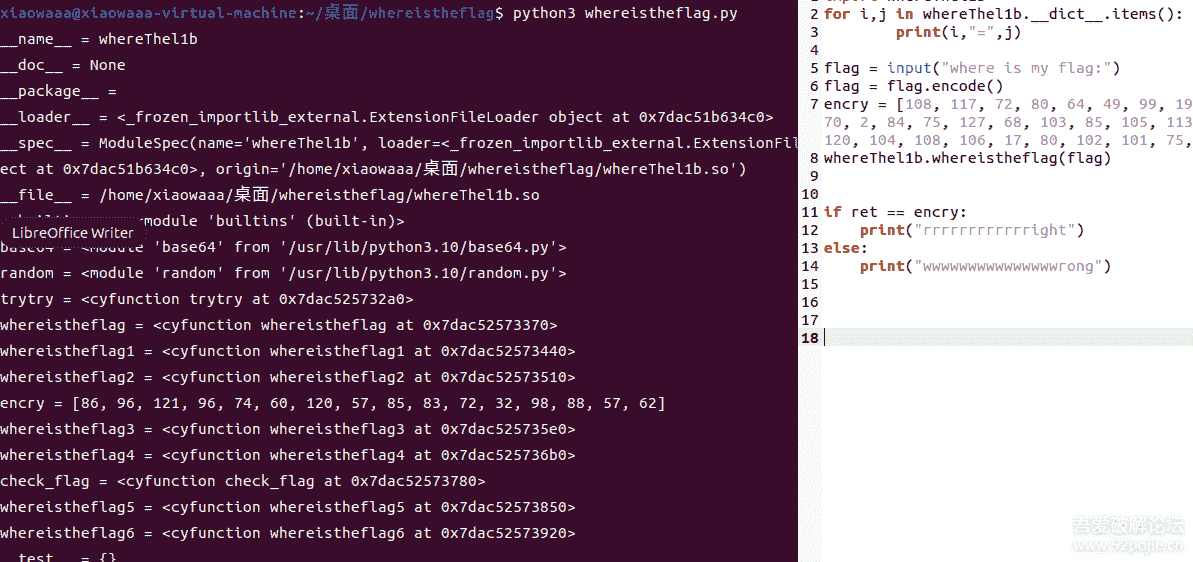 xiaowaaa@xiaowaaa-virtual-machine:~/桌面/whereistheflag$ python3 whereistheflag.py
__name__ = whereThel1b
__doc__ = None
__package__ =
__loader__ = <_frozen_importlib_external.ExtensionFileLoader object at 0x7dac51b634c0>
__spec__ = ModuleSpec(name='whereThel1b', loader=<_frozen_importlib_external.ExtensionFil
ect at 0x7dac51b634c0>, origin='/home/xiaowaaa/桌面/whereistheflag/whereThel1b.so')
__file__ = /home/xiaowaaa/桌面/whereistheflag/whereThel1b.so
module 'builtins' (built-in)>
LibreOffice Writer
base64 = <module 'base64' from '/usr/lib/python3.10/base64.py'>
random = <module 'random' from '/usr/lib/python3.10/random.py'>
trytry = <cyfunction trytry at 0x7dac525732a0>
whereistheflag = <cyfunction whereistheflag at 0x7dac52573370>
whereistheflag1 = <cyfunction whereistheflag1 at 0x7dac52573440>
whereistheflag2 = <cyfunction whereistheflag2 at 0x7dac52573510>
encry = [86, 96, 121, 96, 74, 60, 120, 57, 85, 83, 72, 32, 98, 88, 57, 62]
whereistheflag3 = <cyfunction whereistheflag3 at 0x7dac525735e0>
whereistheflag4 = <cyfunction whereistheflag4 at 0x7dac525736b0>
check_flag = <cyfunction check_flag at 0x7dac52573780>
whereistheflag5 = <cyfunction whereistheflag5 at 0x7dac52573850>
whereistheflag6 = <cyfunction whereistheflag6 at 0x7dac52573920>
__test__ = {}
2 for i,j in whereThel1b.__dict__.items():
3 print(i,"=",j)
4
5 flag = input("where is my flag:")
6 flag = flag.encode()
7 encry = [108, 117, 72, 80, 64, 49, 99, 19
70, 2, 84, 75, 127, 68, 103, 85, 105, 113
120, 104, 108, 106, 17, 80, 102, 101, 75,
8 whereThel1b.whereistheflag(flag)
9
10
11 if ret == encry:
12 print("rrrrrrrrrrrright")
13 else:
14 print("wwwwwwwwwwwwwwwrong")
15
16
17
18
吾爱破解论坛
www.52pojie.cn